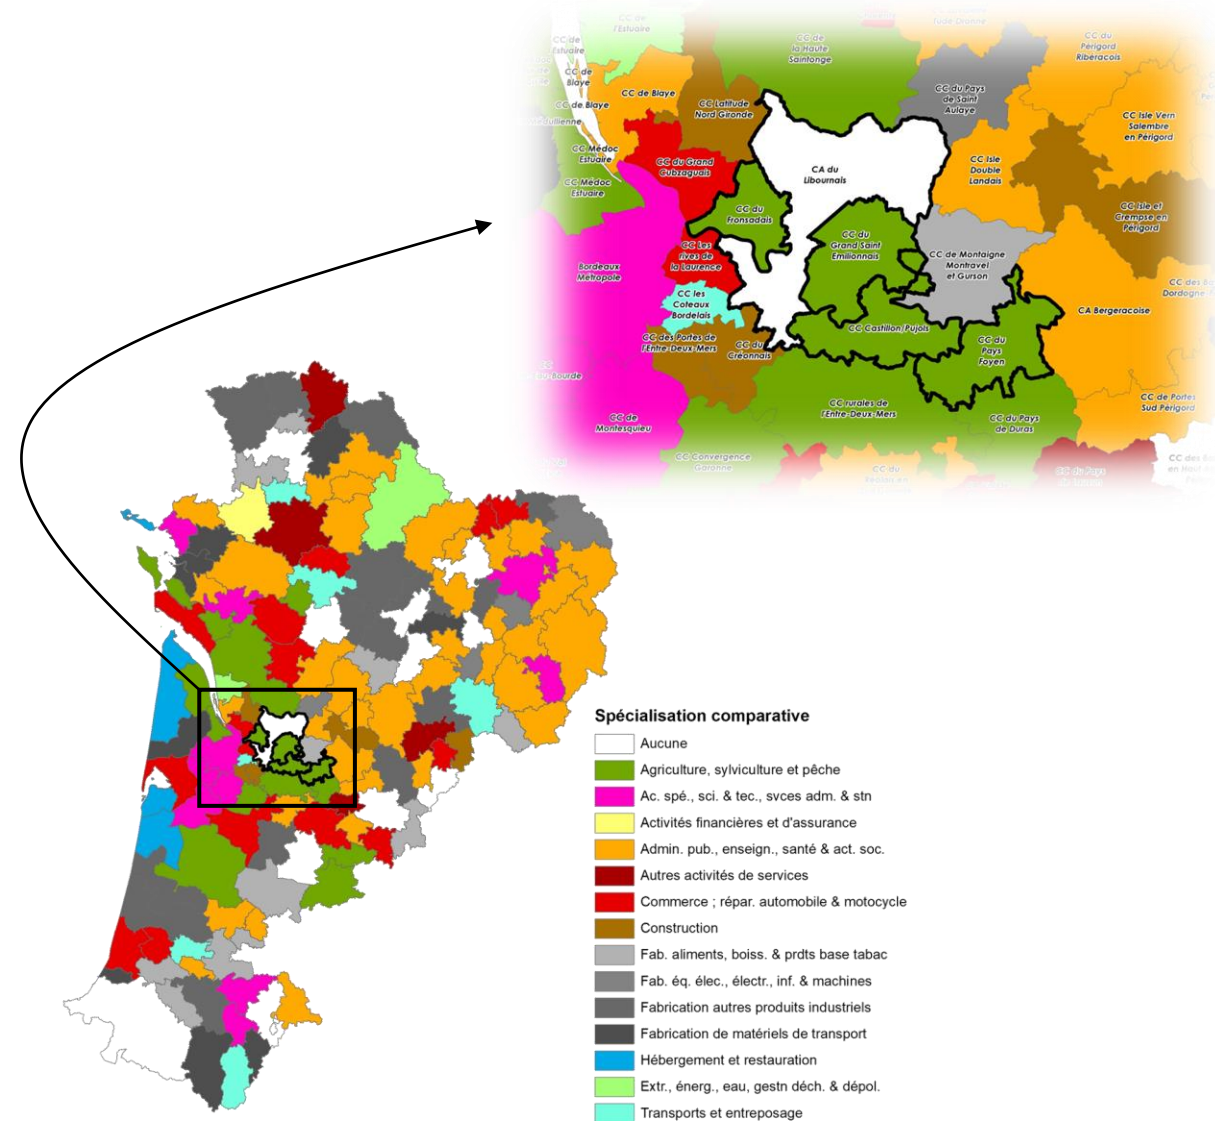 CC de
l'Estuaire
CC de
Estuaire
CC de
Blaye
CC de Blaye
CC Médoc
Estuaire
CC Médoc
Estuaire
CC de Blaye
CC Latitude
Nord Gironde
CC de
la Haute
Saintonge
CC du Pays
de Saint
Aulaye
CC du
Périgord
Ribéracois
CC Isle Vern
Salembre
en Périgord
CC du Grand
Cubzaguais
CA du
Libournais
CC Isle
Double
Landais
CC Isle et
Crempse en
Périgord
CC du
Fronsadais
CC du
Grand Saint
Emilionnais
CC Les
rives de
la Laurence
CC de Montaigne
Montravel
et Gurson
Bordeaux
Métropole
CC les
Coteaux
Bordelais
CA Bergeracoise
CC Castillon/Pujols
CC des Portes de
l'Entre-Deux-Mers
CC du
Créonnais
CC du
Pays
Foyen
CC rurales de
l'Entre-Deux-Mers
CC de Portes
Sud Périgord
CC de
Montesquieu
CC du Pays
de Duras
CC Convergence
Garonne
Spécialisation comparative
Aucune
Agriculture, sylviculture et pêche
Ac. spé., sci. & tec., svces adm. & stn
Activités financières et d'assurance
Admin. pub., enseign., santé & act. soc.
Autres activités de services
Commerce ; répar. automobile & motocycle
Construction
Fab. aliments, boiss. & prdts base tabac
Fab. éq. élec., électr., inf. & machines
Fabrication autres produits industriels
Fabrication de matériels de transport
Hébergement et restauration
Extr., énerg., eau, gestn déch. & dépol.
Transports et entreposage